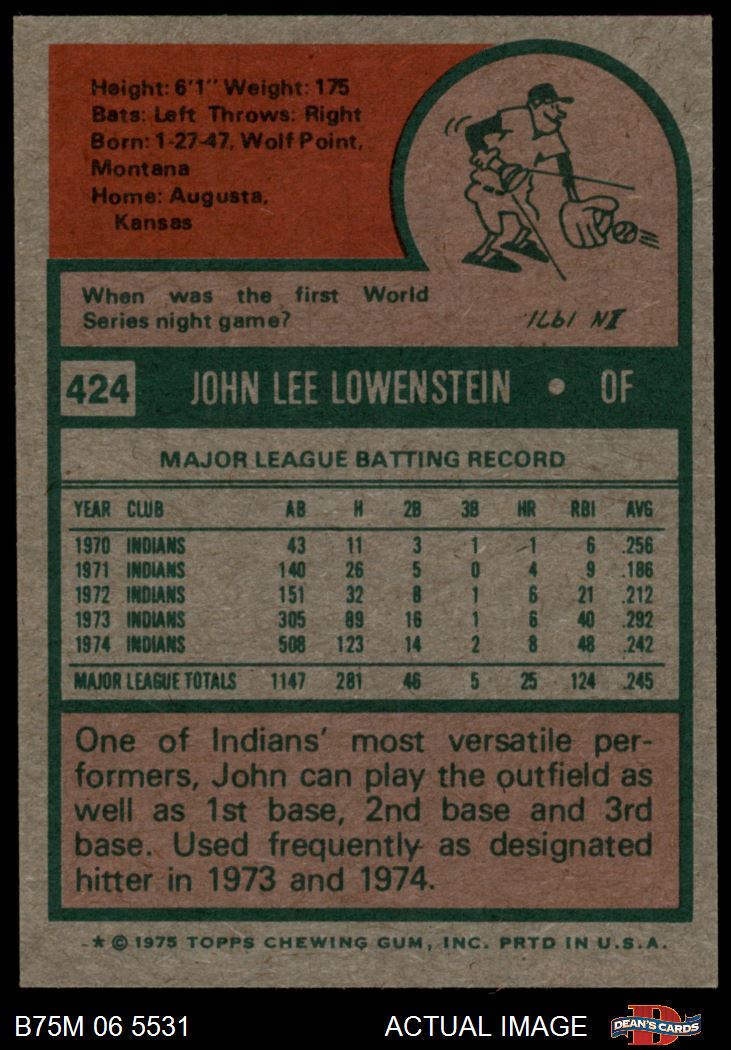 Height: 6'1" Weight: 175
Bats: Left Throws: Right
Born: 1-27-47, Wolf Point,
Montana
Home: Augusta,
Kansas
When was the first World
Series night game?
IN 1971
424 JOHN LEE LOWENSTEIN • OF
MAJOR LEAGUE BATTING RECORD
YEAR CLUB AB H 2B 3B HR RBI AVG
1970 INDIANS 43 11 3 1 1 6 .256
1971 INDIANS 140 26 5 0 4 9 .186
1972 INDIANS 151 32 8 1 6 21 .212
1973 INDIANS 305 89 16 1 6 40 .292
1974 INDIANS 508 123 14 2 8 48 .242
MAJOR LEAGUE TOTALS 1147 281 46 5 25 124 .245
One of Indians' most versatile per-
formers, John can play the outfield as
well as 1st base, 2nd base and 3rd
base. Used frequently as designated
hitter in 1973 and 1974.
★ © 1975 TOPPS CHEWING GUM, INC. PRTD IN U.S.A.
B75M 06 5531 ACTUAL IMAGE DEAN'S CARDS